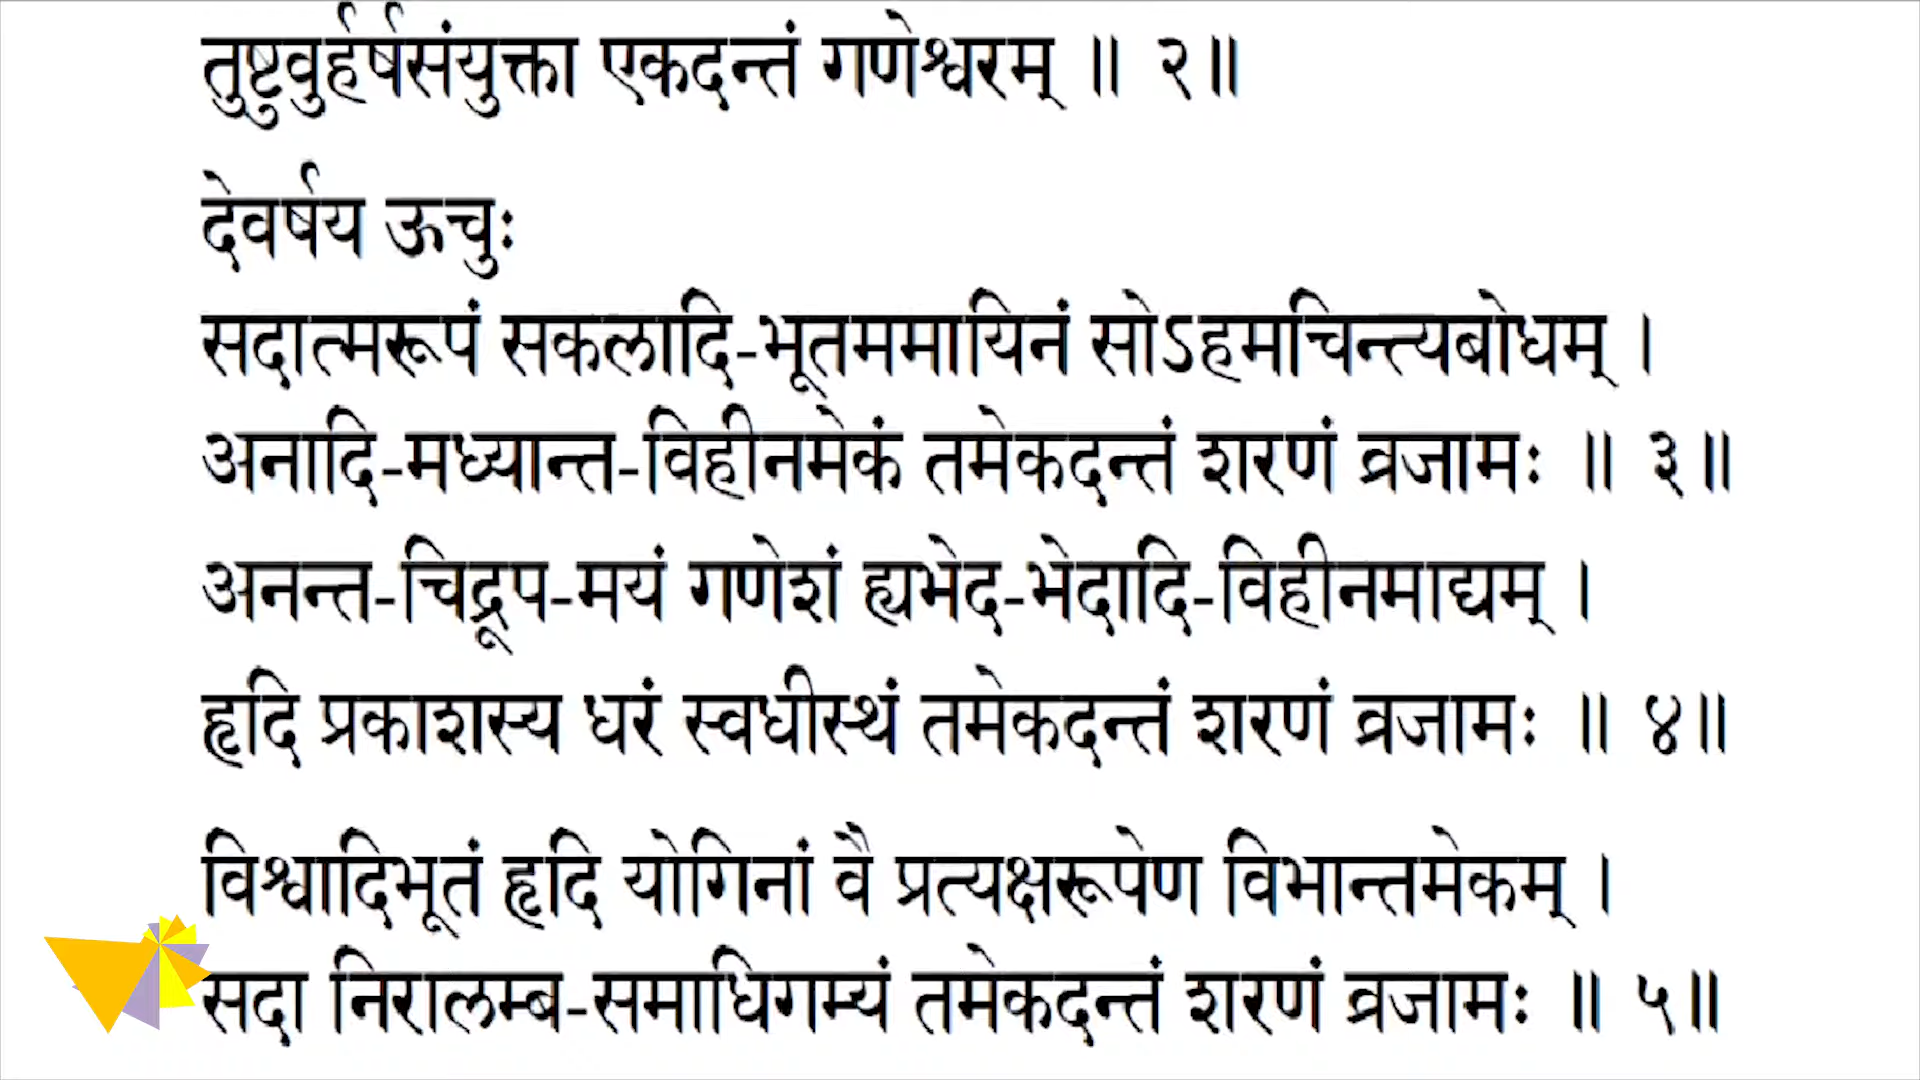 तुष्टुवुर्हर्षसंयुक्ता एकदन्तं गणेश्वरम् ॥ २॥
देवर्षय ऊचुः
सदात्मरूपं सकलादि-भूतममायिनं सोऽहमचिन्त्यबोधम् ।
अनादि-मध्यान्त-विहीनमेकं तमेकदन्तं शरणं व्रजामः ॥ ३॥
अनन्त-चिद्रूप-मयं गणेशं ह्यभेद-भेदादि-विहीनमाद्यम् ।
हृदि प्रकाशस्य धरं स्वधीस्थं तमेकदन्तं शरणं व्रजामः ॥ ४॥
विश्वादिभूतं हृदि योगिनां वै प्रत्यक्षरूपेण विभान्तमेकम् ।
सदा निरालम्ब-समाधिगम्यं तमेकदन्तं शरणं व्रजामः ॥ ५॥